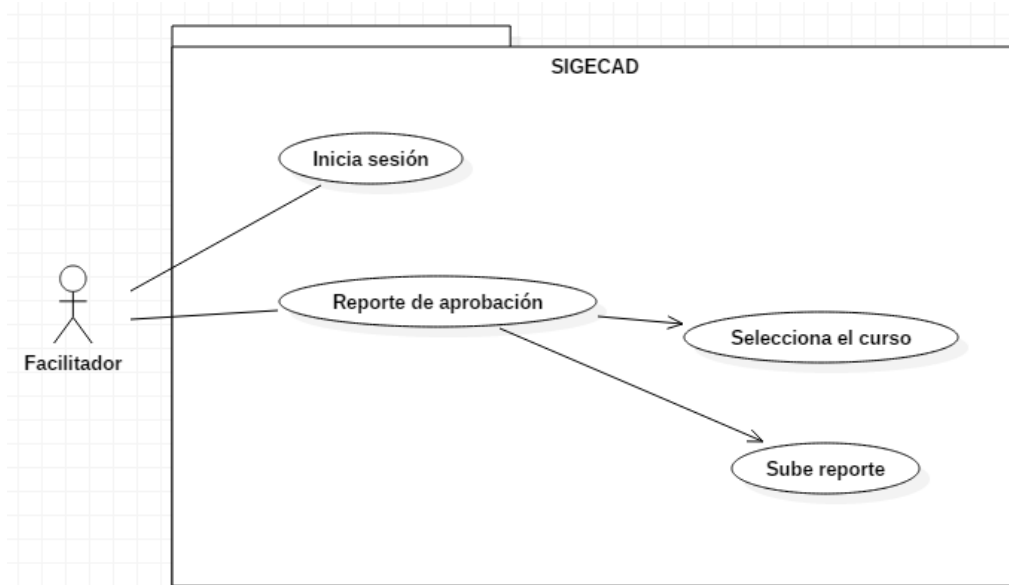 SIGECAD
Inicia sesión
Reporte de aprobación
Selecciona el curso
Facilitador
Sube reporte